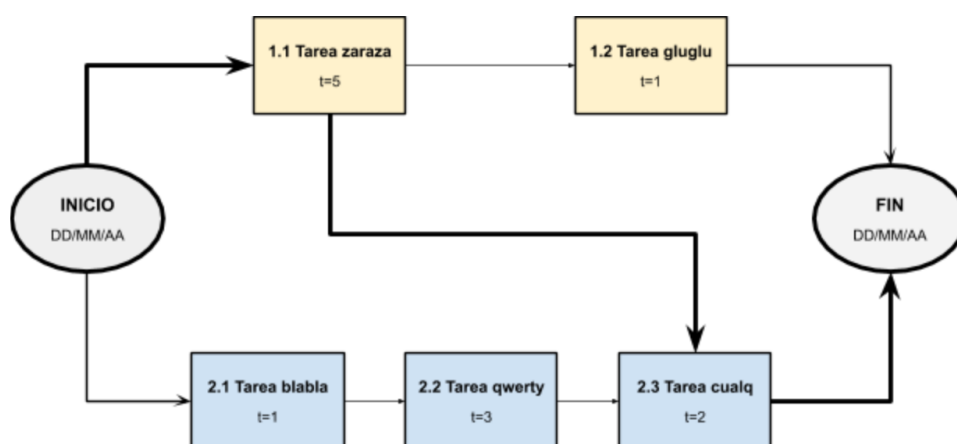 1.1 Tarea zaraza
t=5
1.2 Tarea gluglu
t=1
INICIO
DD/MM/AA
FIN
DD/MM/AA
2.1 Tarea blabla
t=1
2.2 Tarea qwerty
t=3
2.3 Tarea cualq
t=2